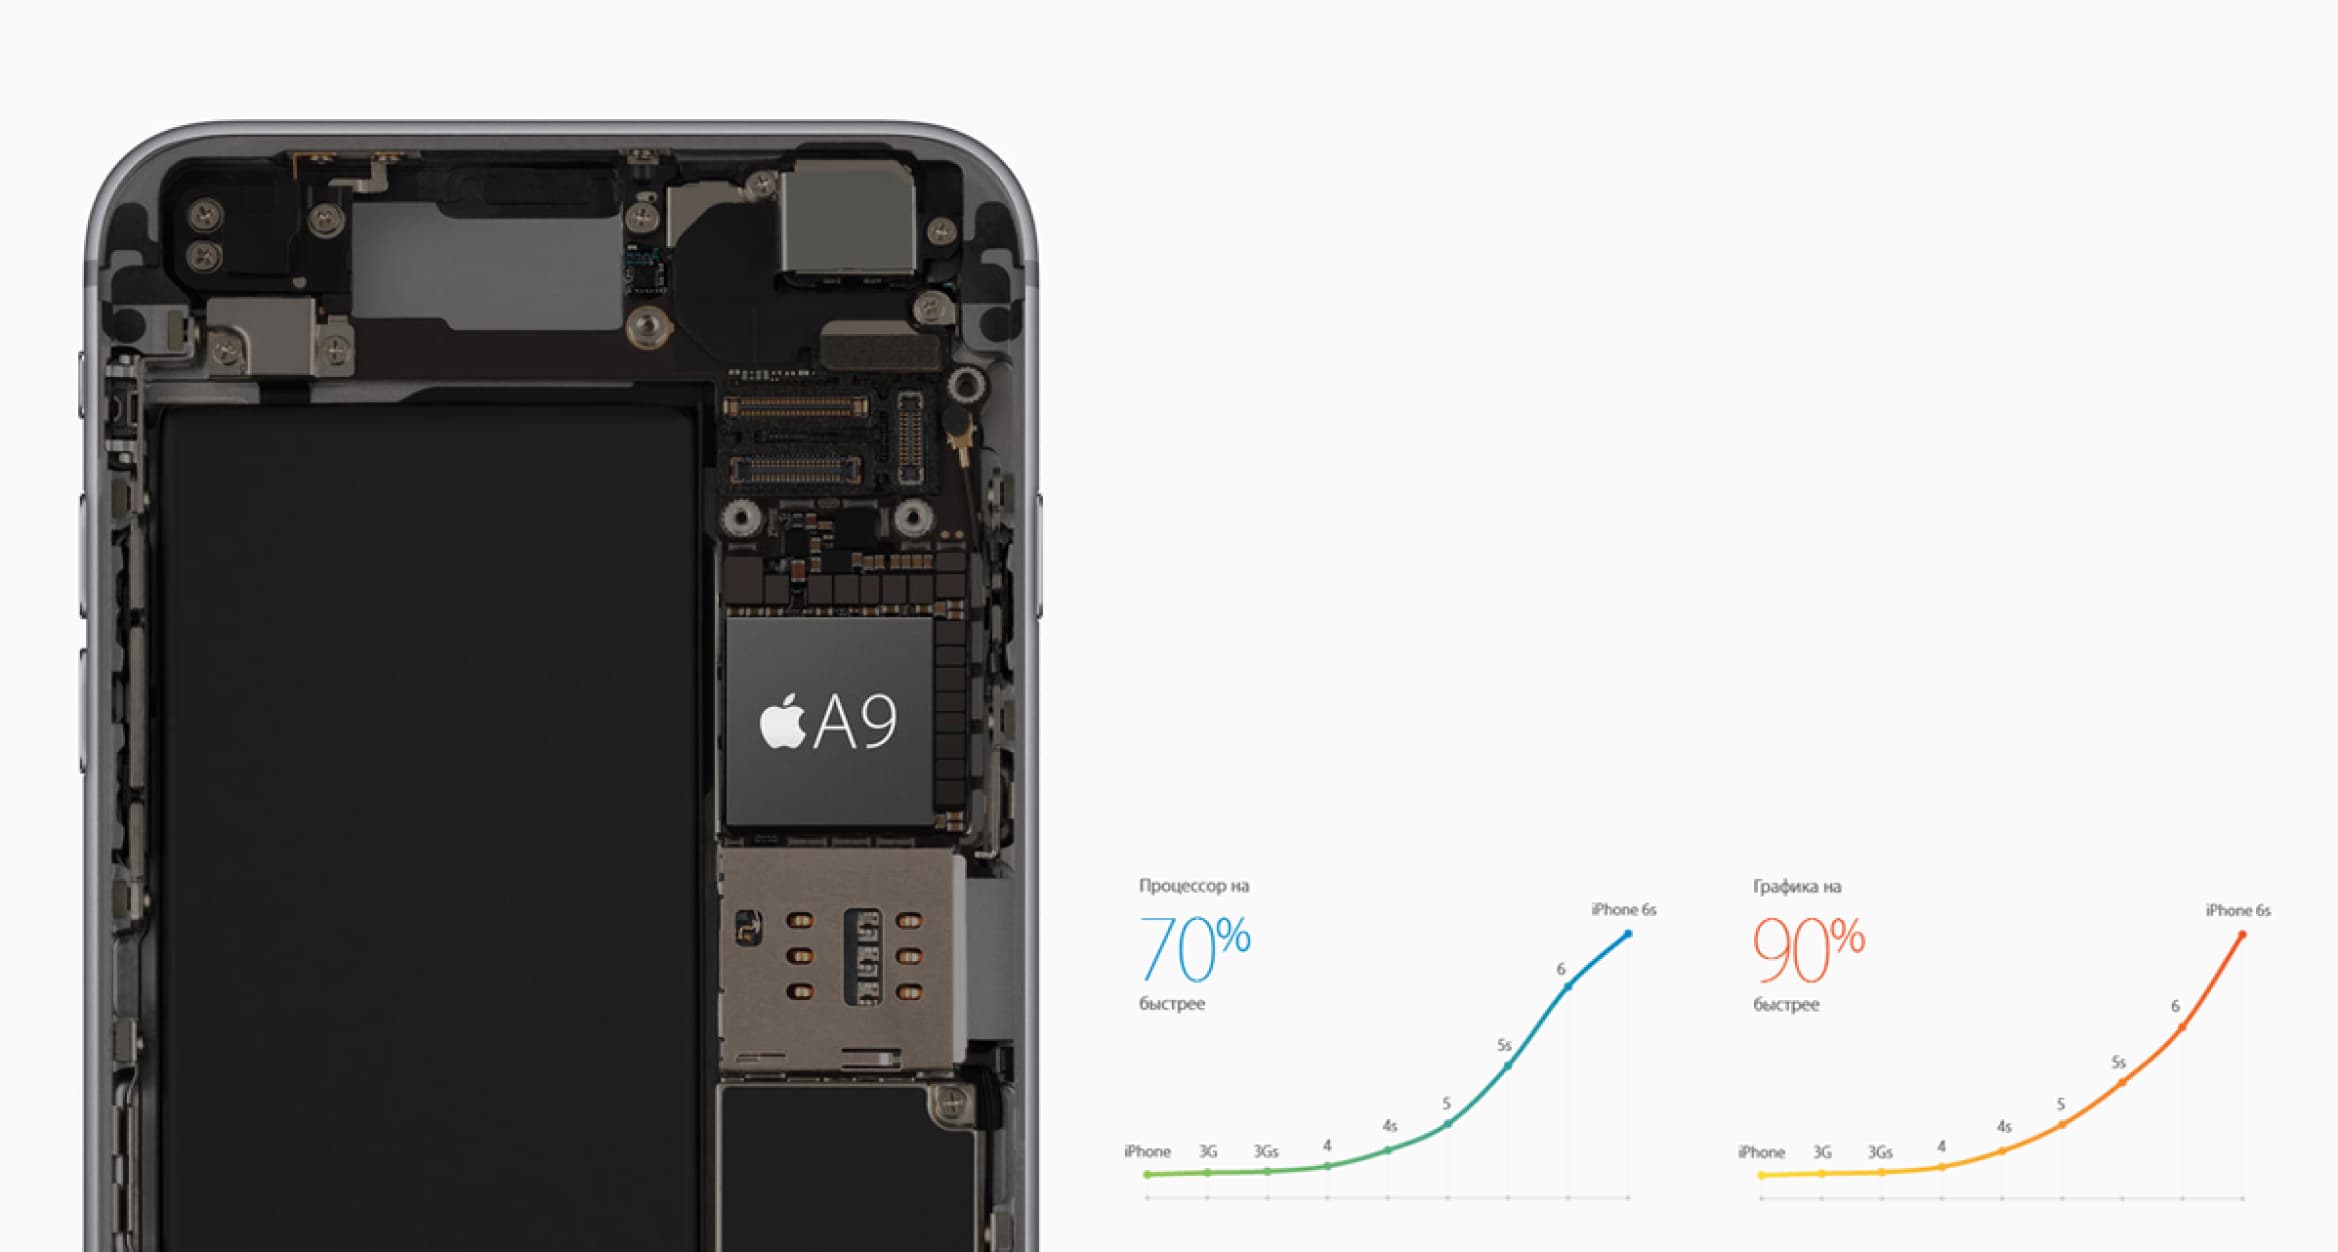 A9
Процессор на
70%
быстрее
iPhone 6s
6
5s
5
4s
4
3Gs
3G
iPhone
Графика на
90%
быстрее
iPhone 6s
6
5s
5
4s
4
3Gs
3G
iPhone